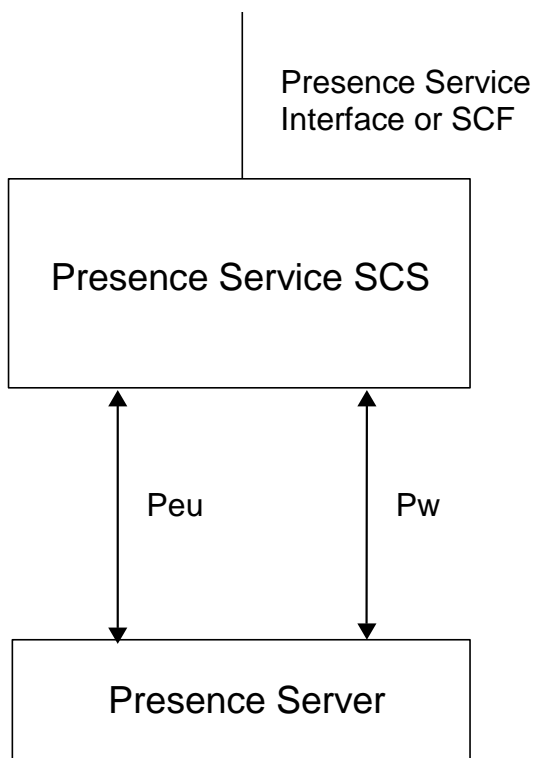 Presence Service
Interface or SCF
Presence Service SCS
Peu
Pw
Presence Server